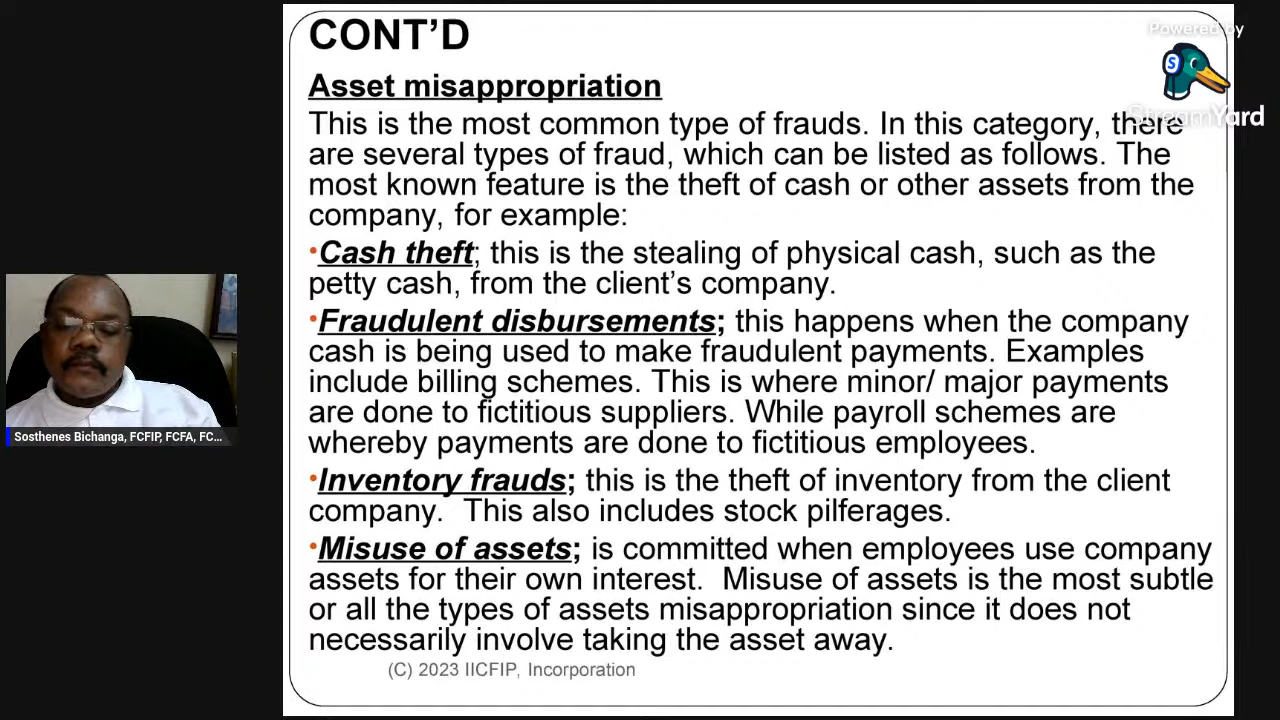 CONT’D
Powered by
StreamYard
Asset misappropriation
This is the most common type of frauds. In this category, there
are several types of fraud, which can be listed as follows. The
most known feature is the theft of cash or other assets from the
company, for example:
•Cash theft; this is the stealing of physical cash, such as the
petty cash, from the client’s company.
•Fraudulent disbursements; this happens when the company
cash is being used to make fraudulent payments. Examples
include billing schemes. This is where minor/ major payments
are done to fictitious suppliers. While payroll schemes are
whereby payments are done to fictitious employees.
•Inventory frauds; this is the theft of inventory from the client
company.  This also includes stock pilferages.
•Misuse of assets; is committed when employees use company
assets for their own interest.  Misuse of assets is the most subtle
or all the types of assets misappropriation since it does not
necessarily involve taking the asset away.
(C) 2023 IICFIP, Incorporation
Sosthenes Bichanga, FCFIP, FCFA, FC...